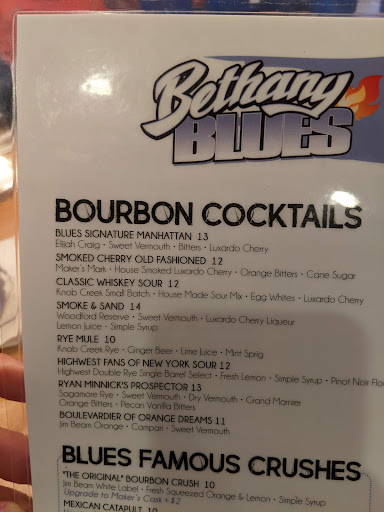 Bethany
BLUES
BOURBON COCKTAILS
BLUES SIGNATURE MANHATTAN 13
Elijah Craig • Sweet Vermouth • Bitters • Luxardo Cherry
SMOKED CHERRY OLD FASHIONED 12
Maker's Mark • House Smoked Luxardo Cherry • Orange Bitters • Cane Sugar
CLASSIC WHISKEY SOUR 12
Knob Creek Small Batch • House Made Sour Mix • Egg Whites • Luxardo Cherry
SMOKE & SAND 14
Woodford Reserve • Sweet Vermouth • Luxardo Cherry Liqueur
Lemon Juice • Simple Syrup
RYE MULE 10
Knob Creek Rye • Ginger Beer • Lime Juice • Mint Sprig
HIGHWEST FANS OF NEW YORK SOUR 12
Highwest Double Rye Single Barrel Select • Fresh Lemon • Simple Syrup • Pinot Noir Floa
RYAN MINNICK'S PROSPECTOR 13
Sagamore Rye • Sweet Vermouth • Dry Vermouth • Grand Marnier
Orange Bitters • Pecan Vanilla Bitters
BOULEVARDIER OF ORANGE DREAMS 11
Jim Beam Orange • Campari • Sweet Vermouth
BLUES FAMOUS CRUSHES
"THE ORIGINAL" BOURBON CRUSH 10
Jim Beam White Label • Fresh Squeezed Orange & Lemon • Simple Syrup
Upgrade to Maker's Cask +$2
MEXICAN CATAPULT 10